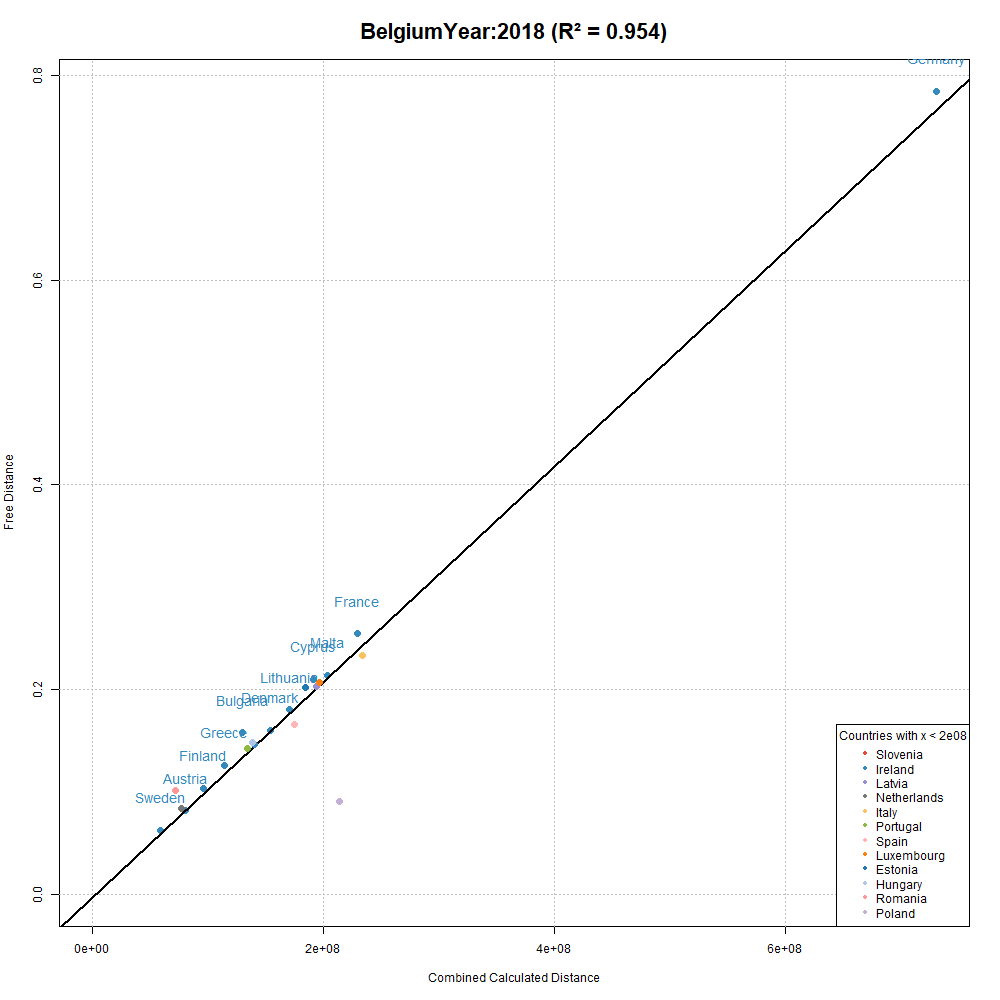 BelgiumYear:2018 (R² = 0.954)
Germany
0.8
0.6
0.4
0.2
0.0
Free Distance
France
Malta
Cyprus
Lithuania
Denmark
Bulgaria
Greece
Finland
Austria
Sweden
Countries with x < 2e08
Slovenia
Ireland
Latvia
Netherlands
Italy
Portugal
Spain
Luxembourg
Estonia
Hungary
Romania
Poland
0e+00 2e+08 4e+08 6e+08
Combined Calculated Distance